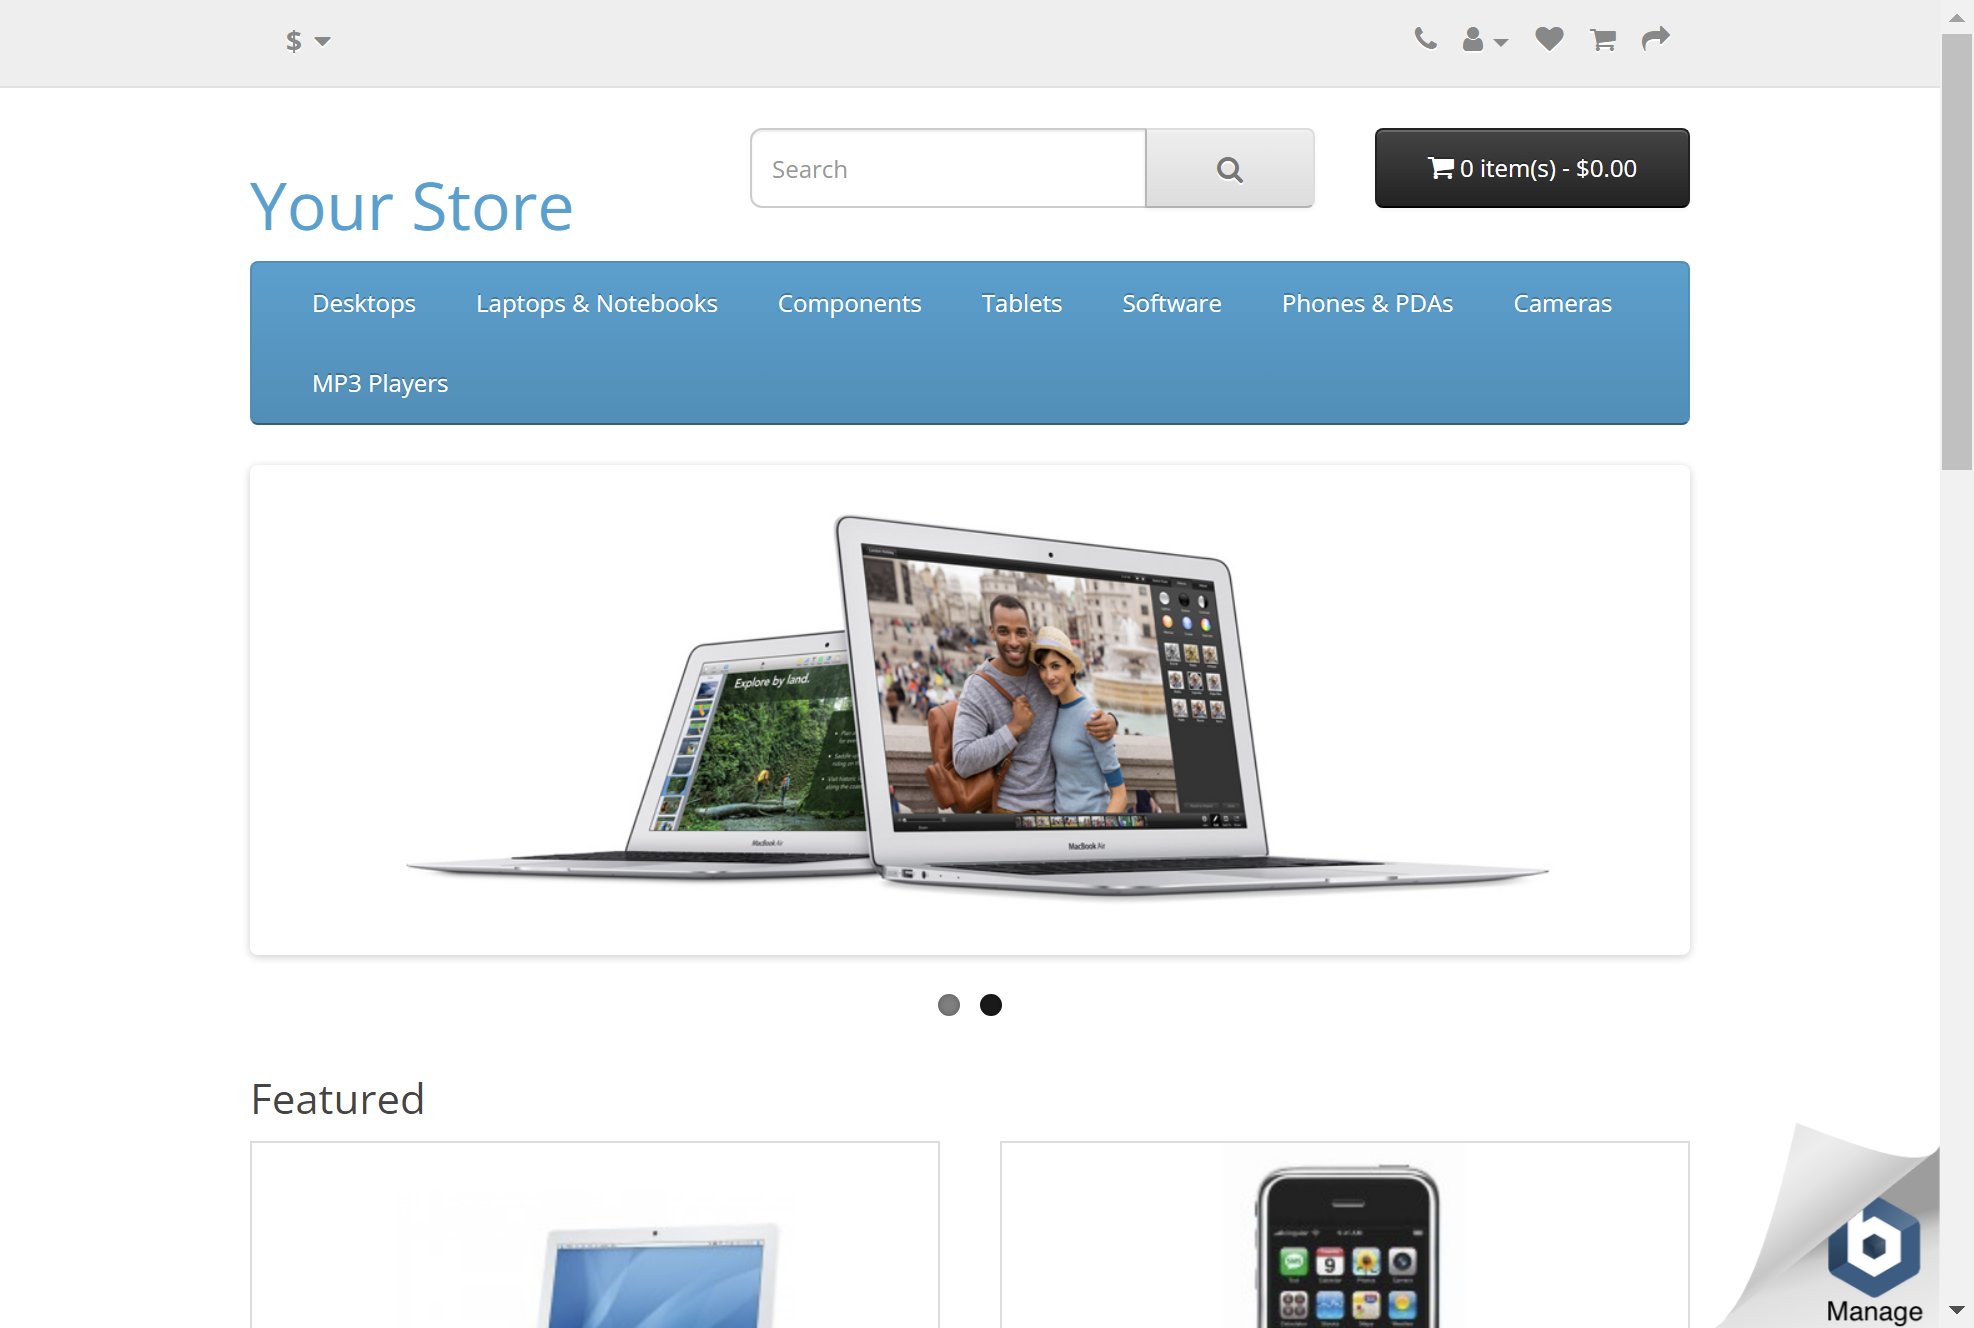 $
Search
0 item(s) - $0.00
Your Store
Desktops
Laptops & Notebooks
Components
Tablets
Software
Phones & PDAs
Cameras
MP3 Players
Explore by land.
MacBook Air
MacBook Air
Featured
9
Manage